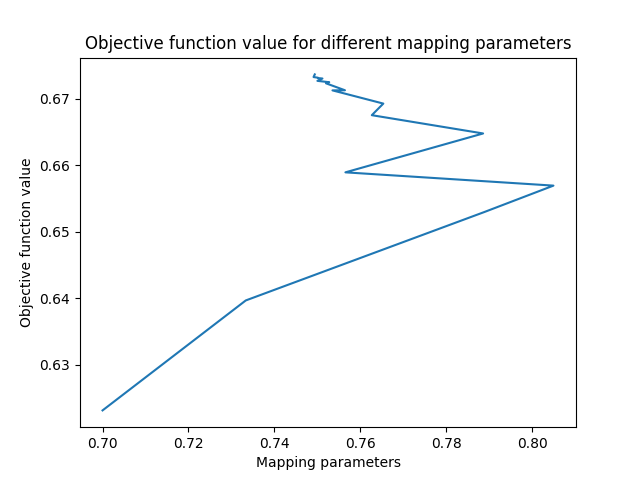 Objective function value for different mapping parameters
Objective function value
0.67
0.66
0.65
0.64
0.63
0.70 0.72 0.74 0.76 0.78 0.80
Mapping parameters